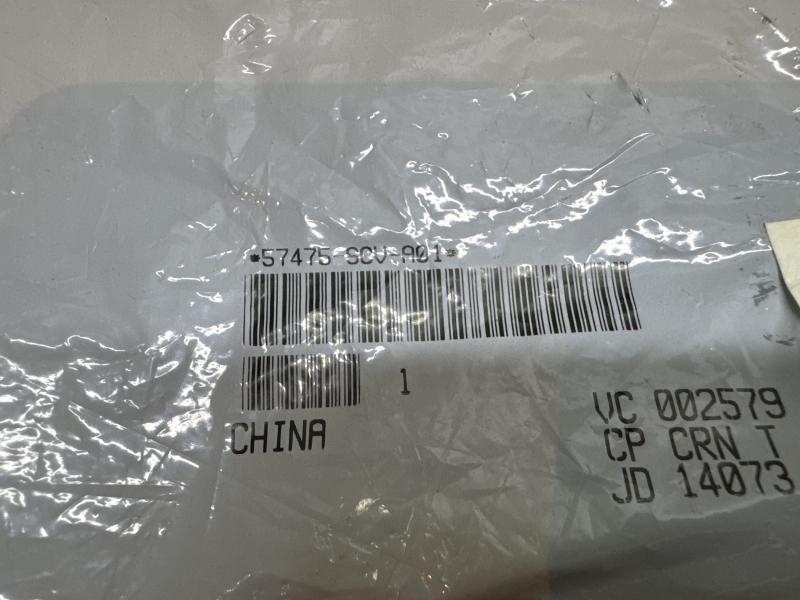 *57475-SCV-A01*
1
CHINA
VC 002579
CP CRN T
JD 14073